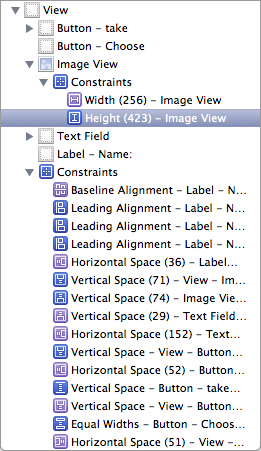 View
Button - take
Button - Choose
Image View
Constraints
Width (256) - Image View
Height (423) - Image View
Text Field
Label - Name:
Constraints
Baseline Alignment - Label - N...
Leading Alignment - Label - N...
Leading Alignment - Label - N...
Leading Alignment - Label - N...
Horizontal Space (36) - Label...
Vertical Space (71) - View - Im...
Vertical Space (74) - Image Vie...
Vertical Space (29) - Text Field...
Horizontal Space (152) - Text...
Vertical Space - View - Button...
Horizontal Space (52) - Button...
Vertical Space - Button - take...
Vertical Space - View - Button...
Equal Widths - Button - Choos...
Horizontal Space (51) - View -...